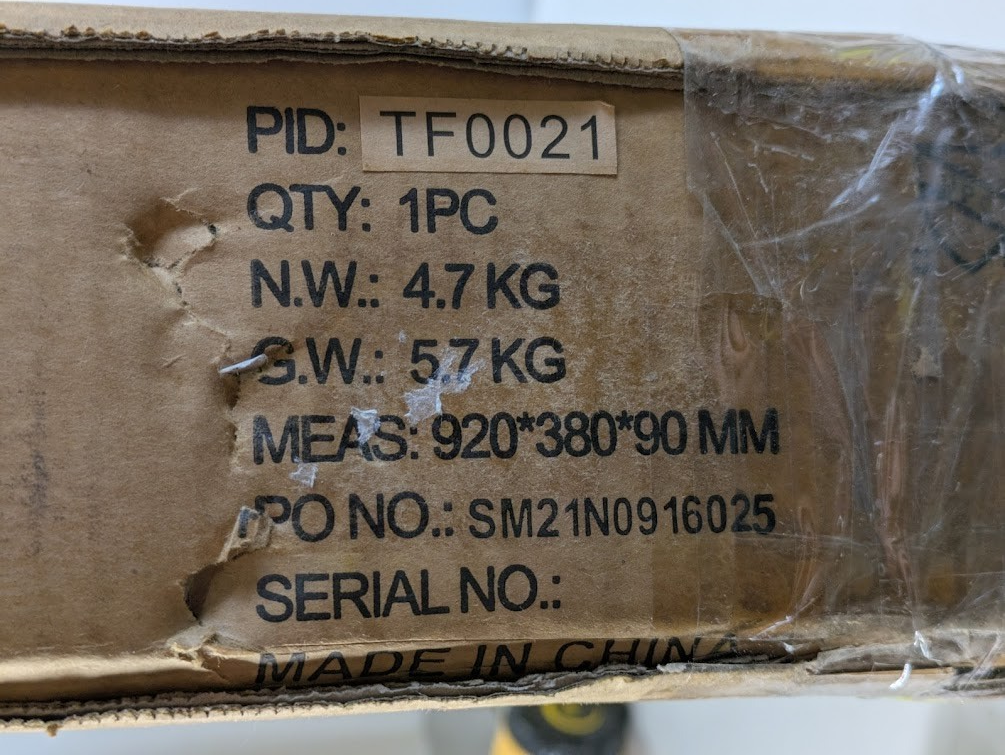 PID: TF0021
QTY: 1PC
N.W.: 4.7 KG
G.W.: 5.7 KG
MEAS: 920*380*90 MM
PO NO.: SM21N0916025
SERIAL NO.:
MADE IN CHINA